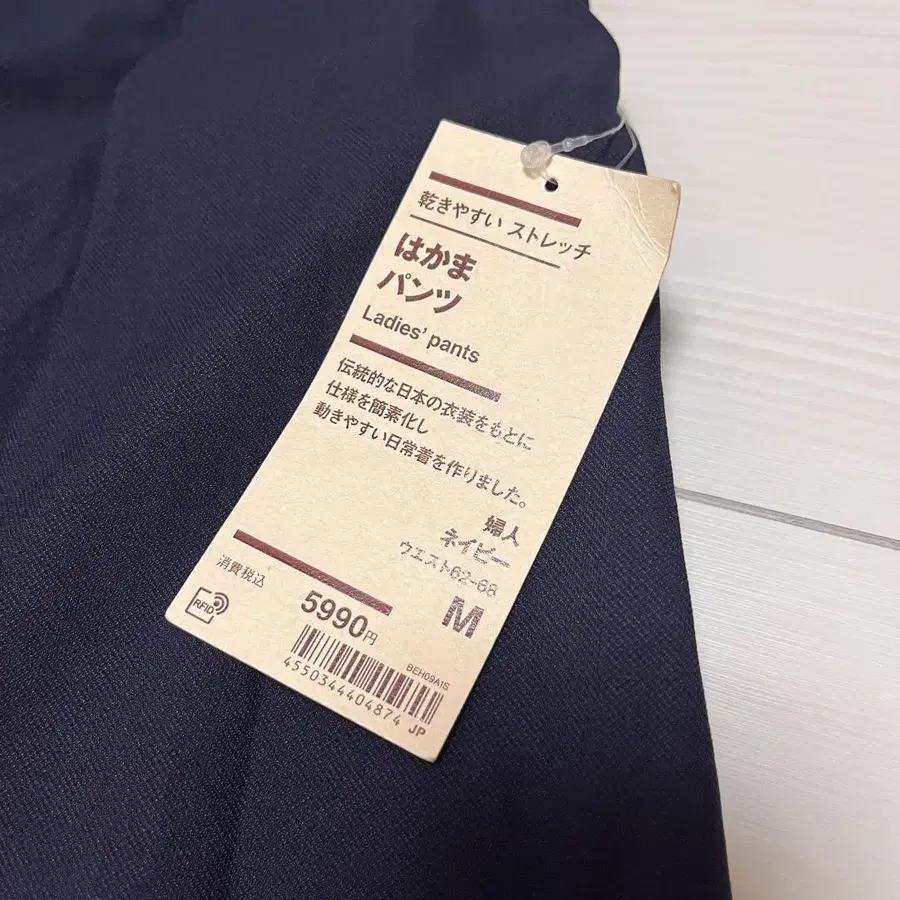 乾きやすい ストレッチ
はかま
パンツ
Ladies' pants
伝統的な日本の衣装をもとに
仕様を簡素化し
動きやすい日常着を作りました。
婦人
ネイビー
ウエスト62-68
M
消費税込
5990円
RFID
BEH09A1S
4550344404874 JP